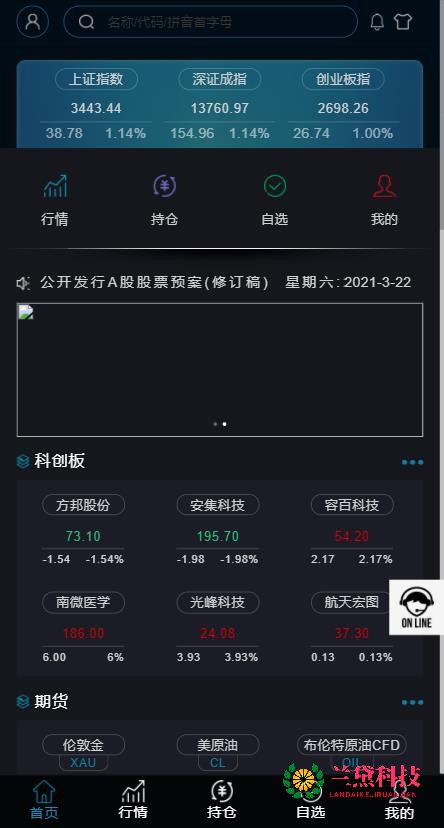 名称/代码/拼音首字母
上证指数 深证成指 创业板指
3443.44 13760.97 2698.26
38.78 1.14% 154.96 1.14% 26.74 1.00%
行情 持仓 自选 我的
公开发行A股股票预案(修订稿) 星期六:2021-3-22
科创板
方邦股份 安集科技 容百科技
73.10 195.70 54.20
-1.54 -1.54% -1.98 -1.98% 2.17 2.17%
南微医学 光峰科技 航天宏图
186.00 24.08 37.30
6.00 6% 3.93 3.93% 0.13 0.13%
ON LINE
期货
伦敦金 美原油 布伦特原油CFD
XAU CL OIL
兰黛科技
首页 行情 持仓 自选 我的